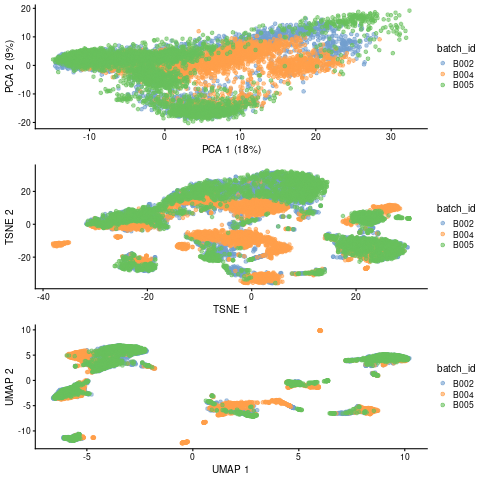 20
10
0
-10
-20
PCA 2 (9%)
-10
0
10
20
30
PCA 1 (18%)
batch_id
B002
B004
B005
20
0
-20
TSNE 2
-40
-20
0
20
TSNE 1
batch_id
B002
B004
B005
10
5
0
-5
-10
UMAP 2
-5
0
5
10
UMAP 1
batch_id
B002
B004
B005